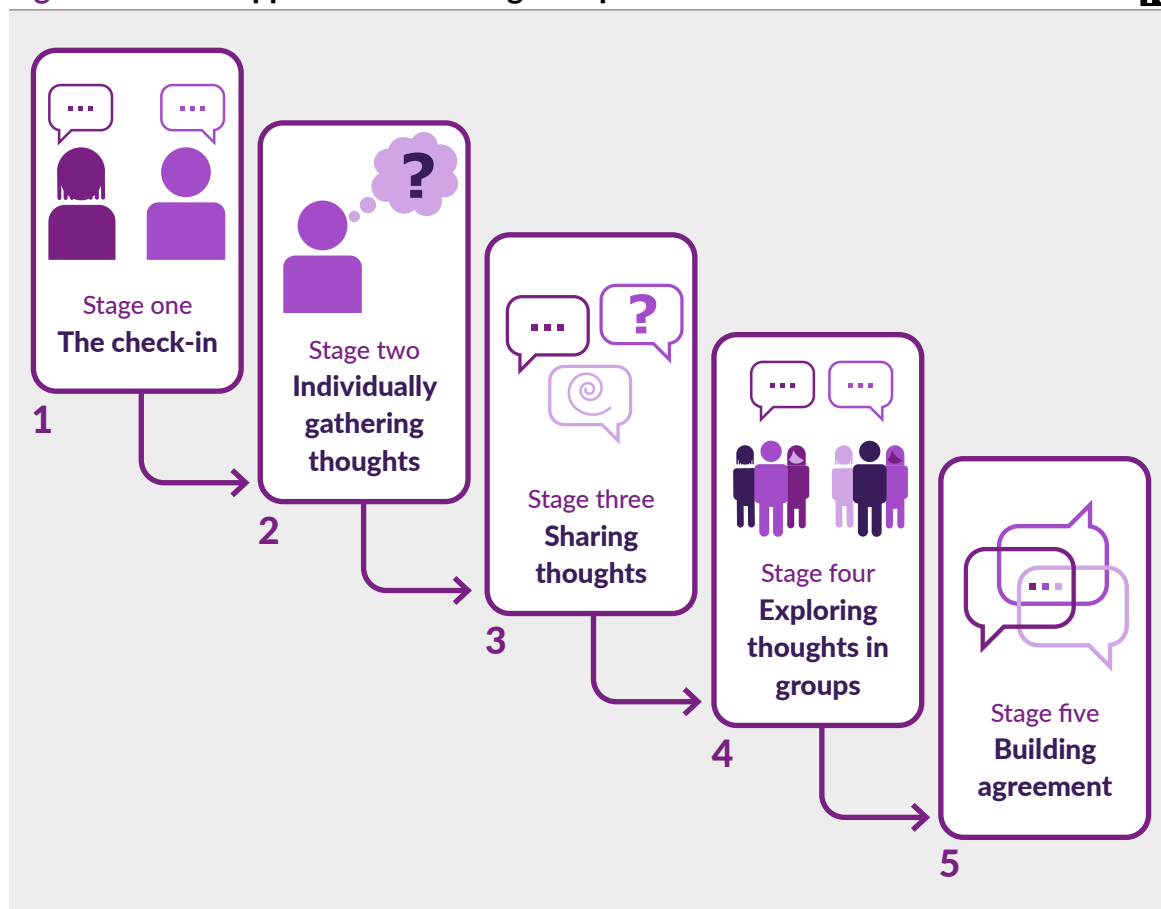 Stage one
The check-in
1
Stage two
Individually
gathering
thoughts
2
?
Stage three
Sharing
thoughts
3
?
Stage four
Exploring
thoughts in
groups
4
Stage five
Building
agreement
5